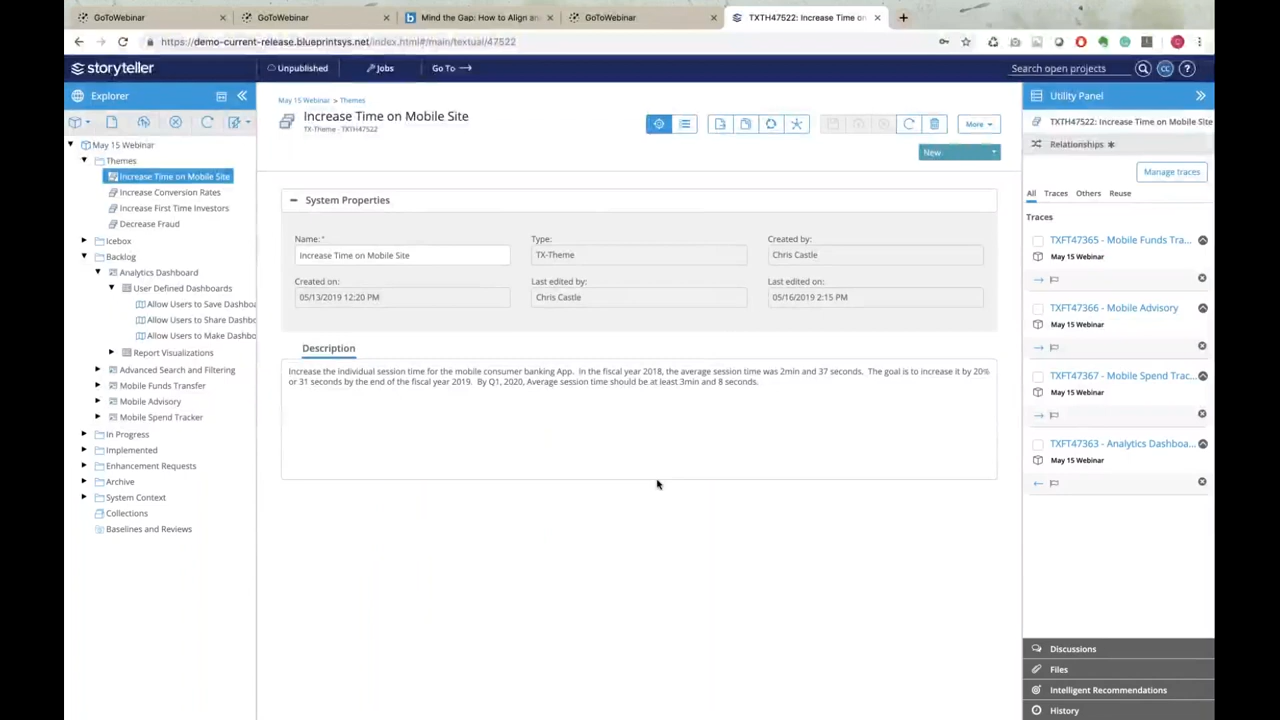 GoToWebinar
GoToWebinar
Mind the Gap: How to Align an
GoToWebinar
TXTH47522: Increase Time on
https://demo-current-release.blueprintsys.net/index.html#/main/textual/47522
storyteller
Unpublished
Jobs
Go To
Search open projects
CC
Explorer
May 15 Webinar
Themes
Increase Time on Mobile Site
Increase Conversion Rates
Increase First Time Investors
Decrease Fraud
Icebox
Backlog
Analytics Dashboard
User Defined Dashboards
Allow Users to Save Dashboa
Allow Users to Share Dashbo
Allow Users to Make Dashbo
Report Visualizations
Advanced Search and Filtering
Mobile Funds Transfer
Mobile Advisory
Mobile Spend Tracker
In Progress
Implemented
Enhancement Requests
Archive
System Context
Collections
Baselines and Reviews
May 15 Webinar > Themes
Increase Time on Mobile Site
TX-Theme - TXTH47522
More
New
System Properties
Name: *
Increase Time on Mobile Site
Type:
TX-Theme
Created by:
Chris Castle
Created on:
05/13/2019 12:20 PM
Last edited by:
Chris Castle
Last edited on:
05/16/2019 2:15 PM
Description
Increase the individual session time for the mobile consumer banking App. In the fiscal year 2018, the average session time was 2min and 37 seconds. The goal is to increase it by 20%
or 31 seconds by the end of the fiscal year 2019. By Q1, 2020, Average session time should be at least 3min and 8 seconds.
Utility Panel
TXTH47522: Increase Time on Mobile Site
Relationships
Manage traces
All Traces Others Reuse
Traces
TXFT47365 - Mobile Funds Tra...
May 15 Webinar
TXFT47366 - Mobile Advisory
May 15 Webinar
TXFT47367 - Mobile Spend Trac...
May 15 Webinar
TXFT47363 - Analytics Dashboa...
May 15 Webinar
Discussions
Files
Intelligent Recommendations
History